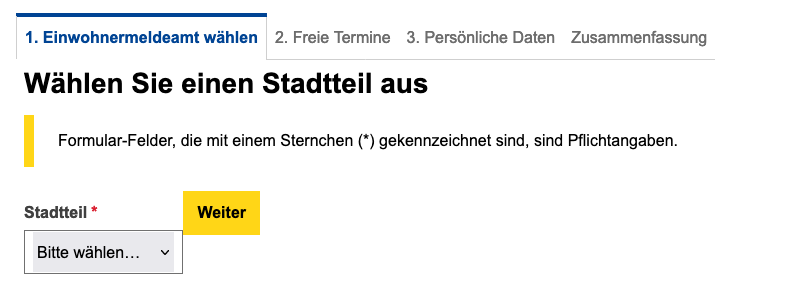 1. Einwohnermeldeamt wählen 2. Freie Termine 3. Persönliche Daten Zusammenfassung
Wählen Sie einen Stadtteil aus
Formular-Felder, die mit einem Sternchen (*) gekennzeichnet sind, sind Pflichtangaben.
Stadtteil * Weiter
Bitte wählen…